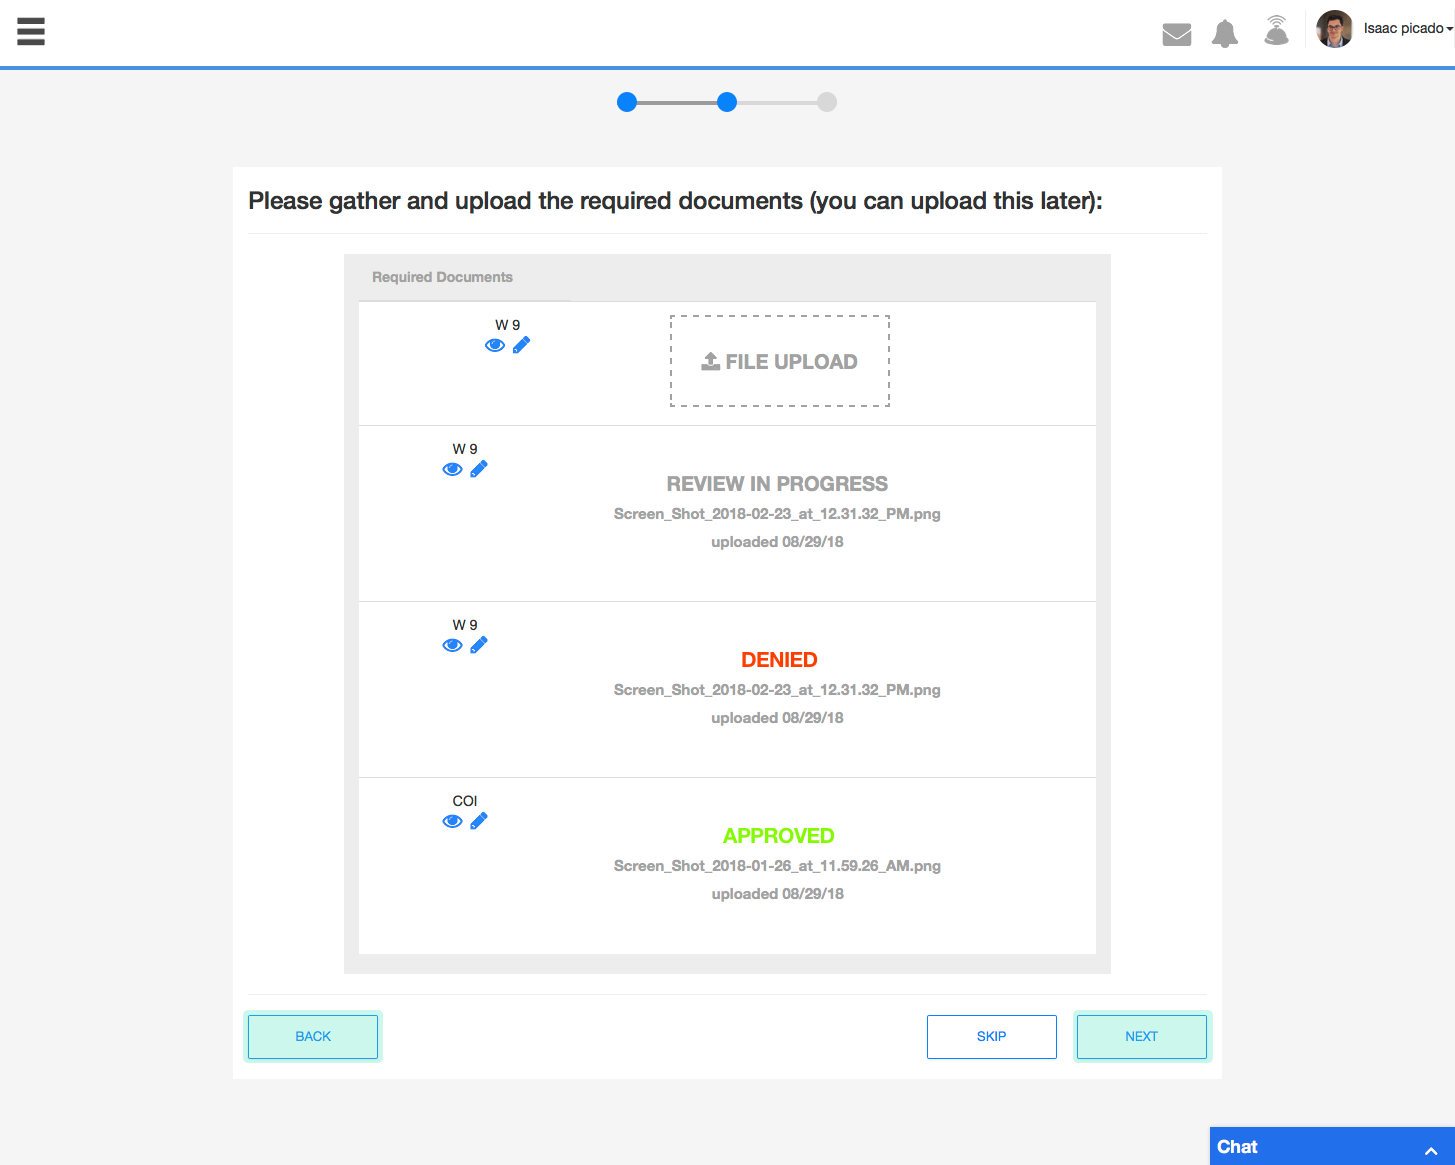 Isaac picado
Please gather and upload the required documents (you can upload this later):
Required Documents
W 9
FILE UPLOAD
W 9
REVIEW IN PROGRESS
Screen_Shot_2018-02-23_at_12.31.32_PM.png
uploaded 08/29/18
W 9
DENIED
Screen_Shot_2018-02-23_at_12.31.32_PM.png
uploaded 08/29/18
COI
APPROVED
Screen_Shot_2018-01-26_at_11.59.26_AM.png
uploaded 08/29/18
BACK
SKIP
NEXT
Chat